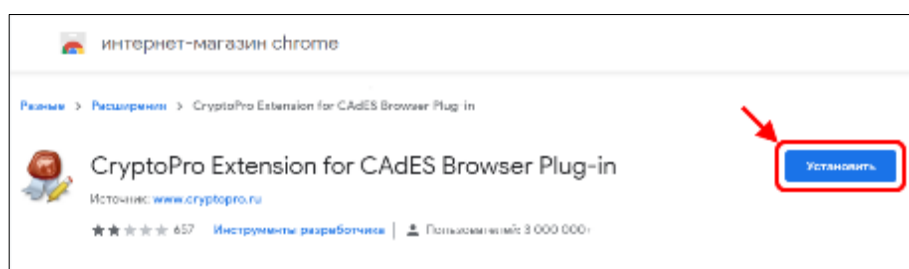 интернет-магазин chrome
Разные > Расширения > CryptoPro Extension for CAdES Browser Plug-in
CryptoPro Extension for CAdES Browser Plug-in
Установить
Источник: www.cryptopro.ru
657 Инструменты разработчика | Пользователей: 3 000 000+